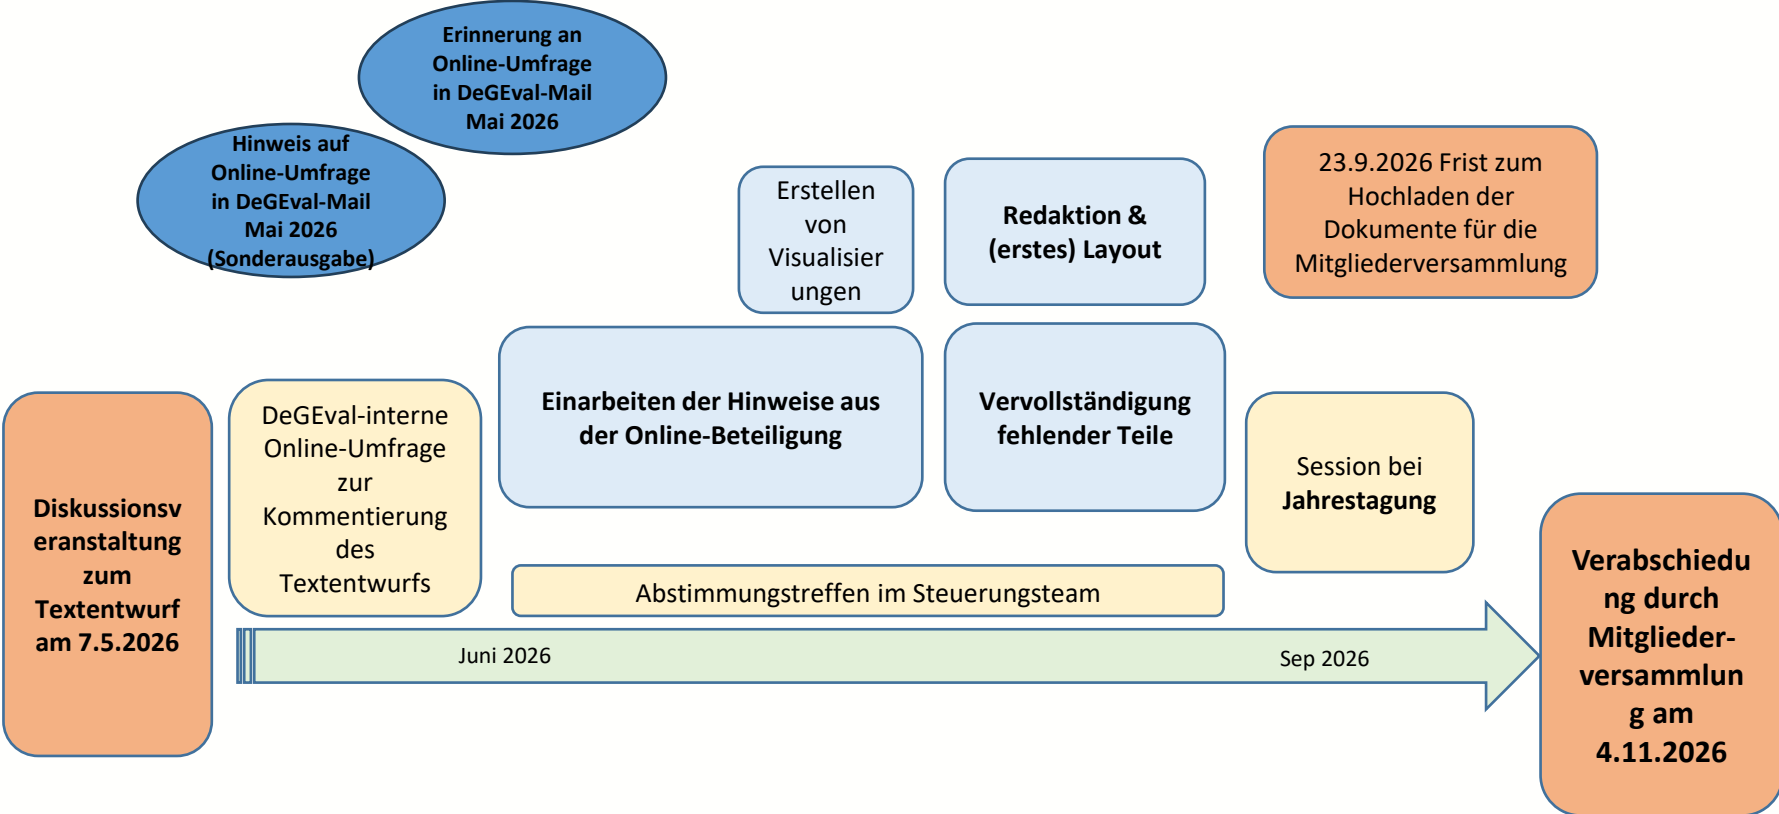 Erinnerung an
Online-Umfrage
in DeGEval-Mail
Mai 2026
Hinweis auf
Online-Umfrage
in DeGEval-Mail
Mai 2026
(Sonderausgabe)
Erstellen
von
Visualisier
ungen
Redaktion &
(erstes) Layout
23.9.2026 Frist zum
Hochladen der
Dokumente für die
Mitgliederversammlung
Diskussionsv
eranstaltung
zum
Textentwurf
am 7.5.2026
DeGEval-interne
Online-Umfrage
zur
Kommentierung
des
Textentwurfs
Einarbeiten der Hinweise aus
der Online-Beteiligung
Vervollständigung
fehlender Teile
Session bei
Jahrestagung
Abstimmungstreffen im Steuerungsteam
Juni 2026
Sep 2026
Verabschiedu
ng durch
Mitglieder-
versammlun
g am
4.11.2026